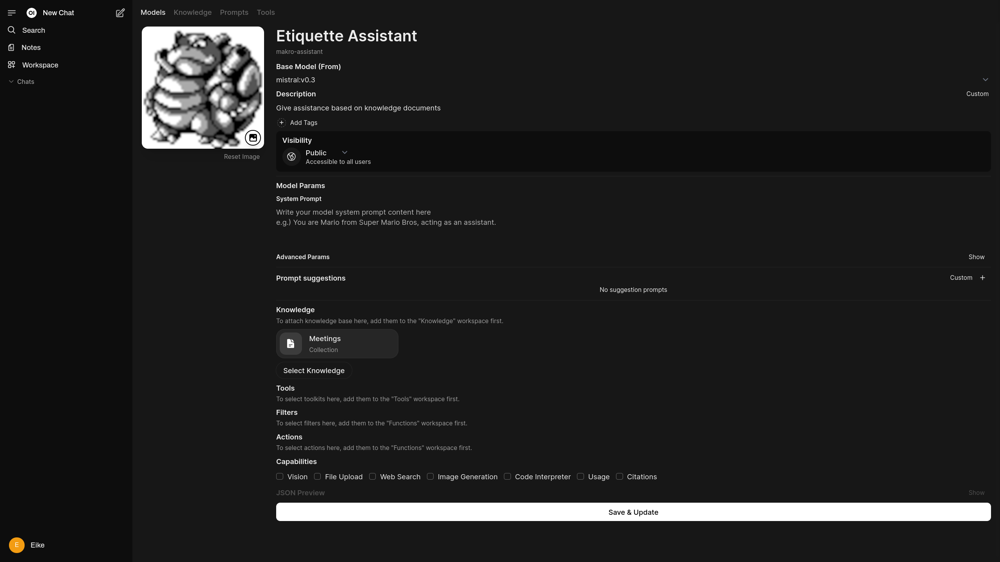 OI New Chat
Search
Notes
Workspace
Chats
E Eike
Models Knowledge Prompts Tools
Reset Image
Etiquette Assistant
makro-assistant
Base Model (From)
mistral:v0.3
Description Custom
Give assistance based on knowledge documents
+ Add Tags
Visibility
Public
Accessible to all users
Model Params
System Prompt
Write your model system prompt content here
e.g.) You are Mario from Super Mario Bros, acting as an assistant.
Advanced Params Show
Prompt suggestions Custom +
No suggestion prompts
Knowledge
To attach knowledge base here, add them to the "Knowledge" workspace first.
Meetings
Collection
Select Knowledge
Tools
To select toolkits here, add them to the "Tools" workspace first.
Filters
To select filters here, add them to the "Functions" workspace first.
Actions
To select actions here, add them to the "Functions" workspace first.
Capabilities
Vision File Upload Web Search Image Generation Code Interpreter Usage Citations
JSON Preview Show
Save & Update